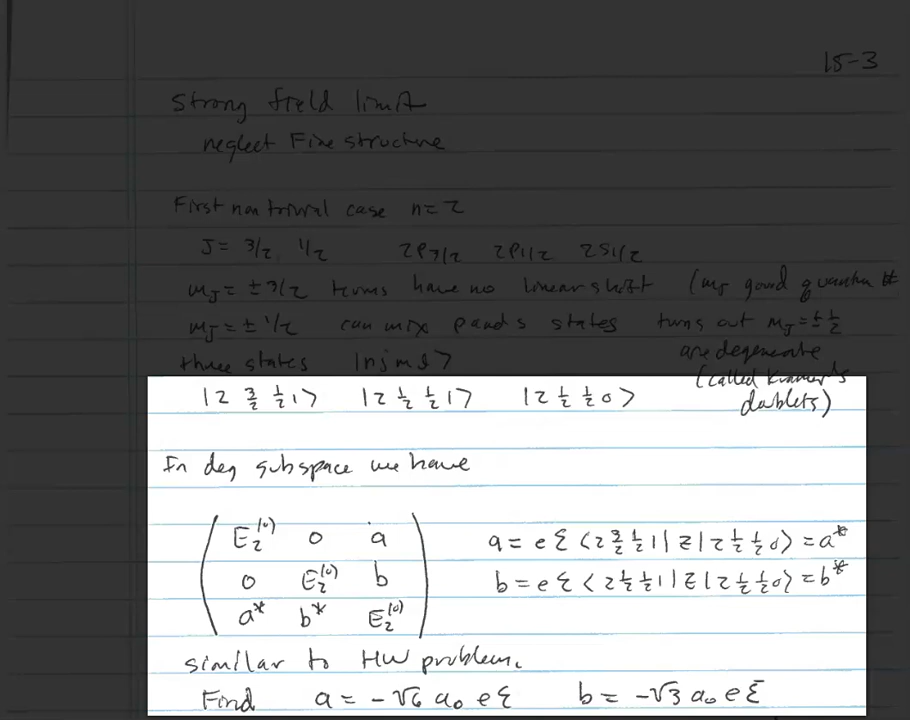 15-3
Strong field limit
neglect Fine structure
First non trivial case n=2
J = 3/2 1/2 2P3/2 2P1/2 2S1/2
mJ = ±3/2 terms have no linear shift (mJ good quantum #
mJ = ±1/2 can mix p and s states turns out mJ = ±1/2
are degenerate
three states |n j m l>
(called Kramer's
|2 3/2 1/2 1> |2 1/2 1/2 1> |2 1/2 1/2 0> doublets)
In deg subspace we have
E2^(0) 0 a a = eℰ <2 3/2 1/2 1|z|2 1/2 1/2 0> = a*
0 E2^(0) b b = eℰ <2 1/2 1/2 1|z|2 1/2 1/2 0> = b*
a* b* E2^(0)
similar to HW problem.
Find a = -√6 a0 eℰ b = -√3 a0 eℰ